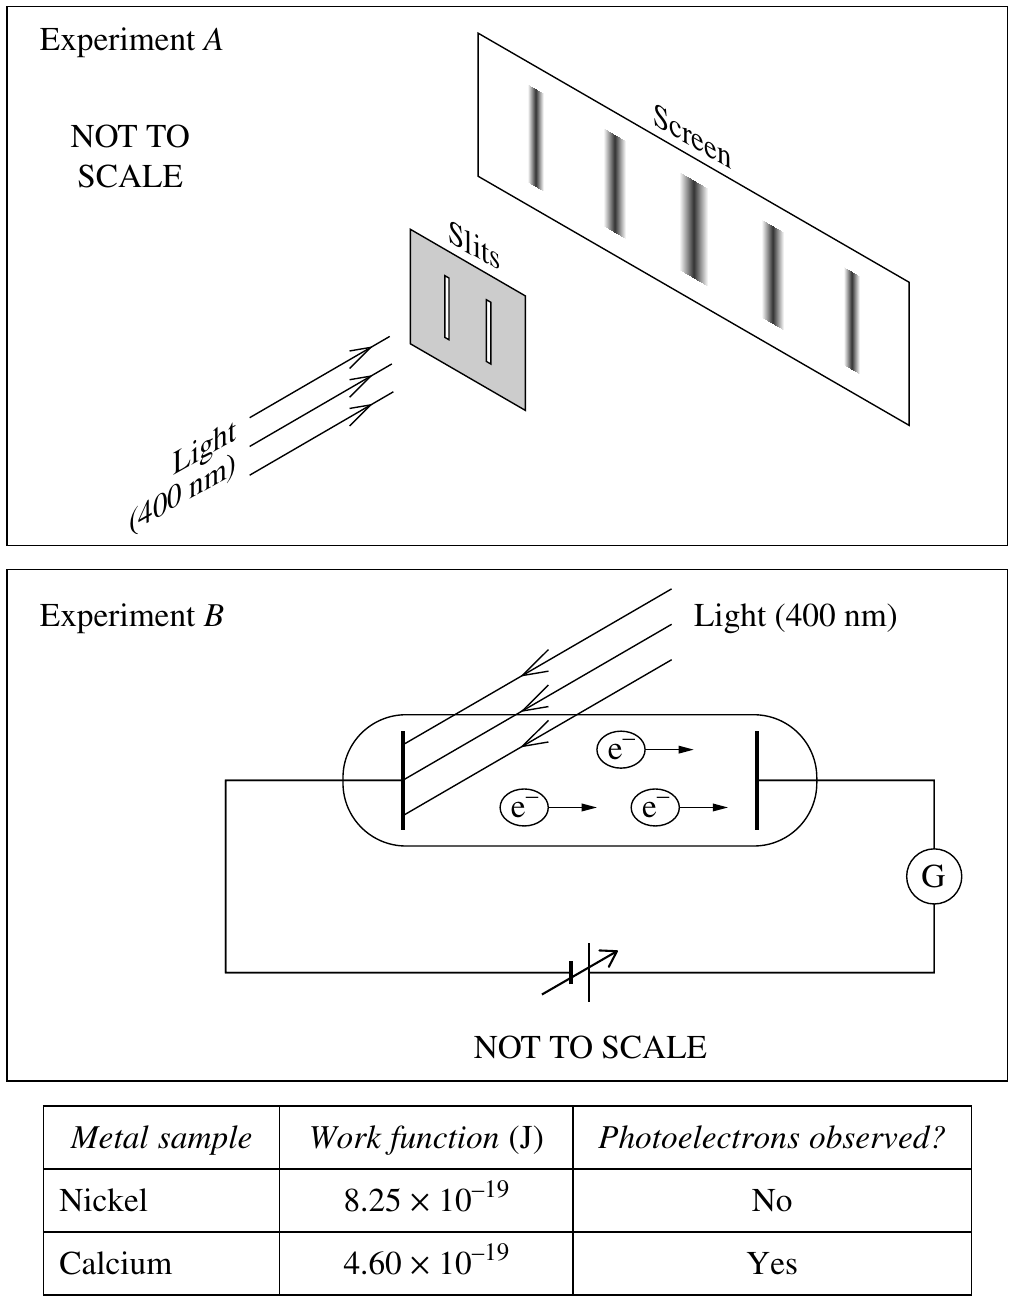 Experiment A
NOT TO
SCALE
Screen
Slits
Light
(400 nm)
Experiment B
Light (400 nm)
e⁻
e⁻ e⁻
G
NOT TO SCALE
Metal sample Work function (J) Photoelectrons observed?
Nickel 8.25 × 10⁻¹⁹ No
Calcium 4.60 × 10⁻¹⁹ Yes